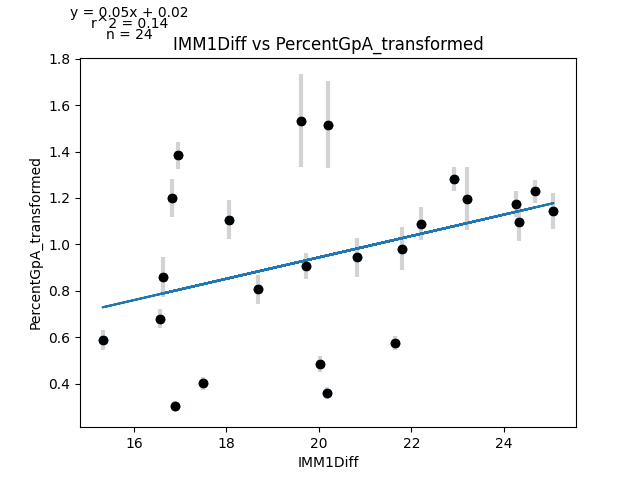 y = 0.05x + 0.02
r^2 = 0.14
n = 24
IMM1Diff vs PercentGpA_transformed
1.8
1.6
1.4
1.2
1.0
0.8
0.6
0.4
PercentGpA_transformed
16 18 20 22 24
IMM1Diff